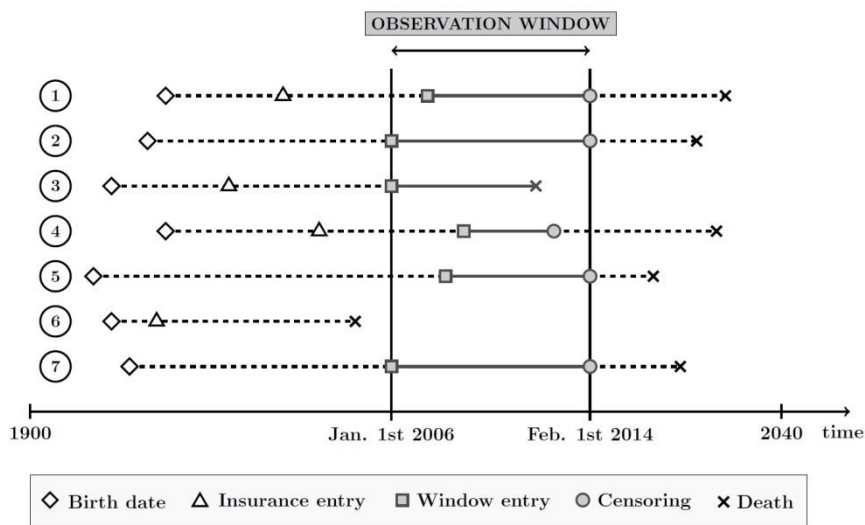 OBSERVATION WINDOW
1
2
3
4
5
6
7
1900 Jan. 1st 2006 Feb. 1st 2014 2040 time
Birth date Insurance entry Window entry Censoring Death